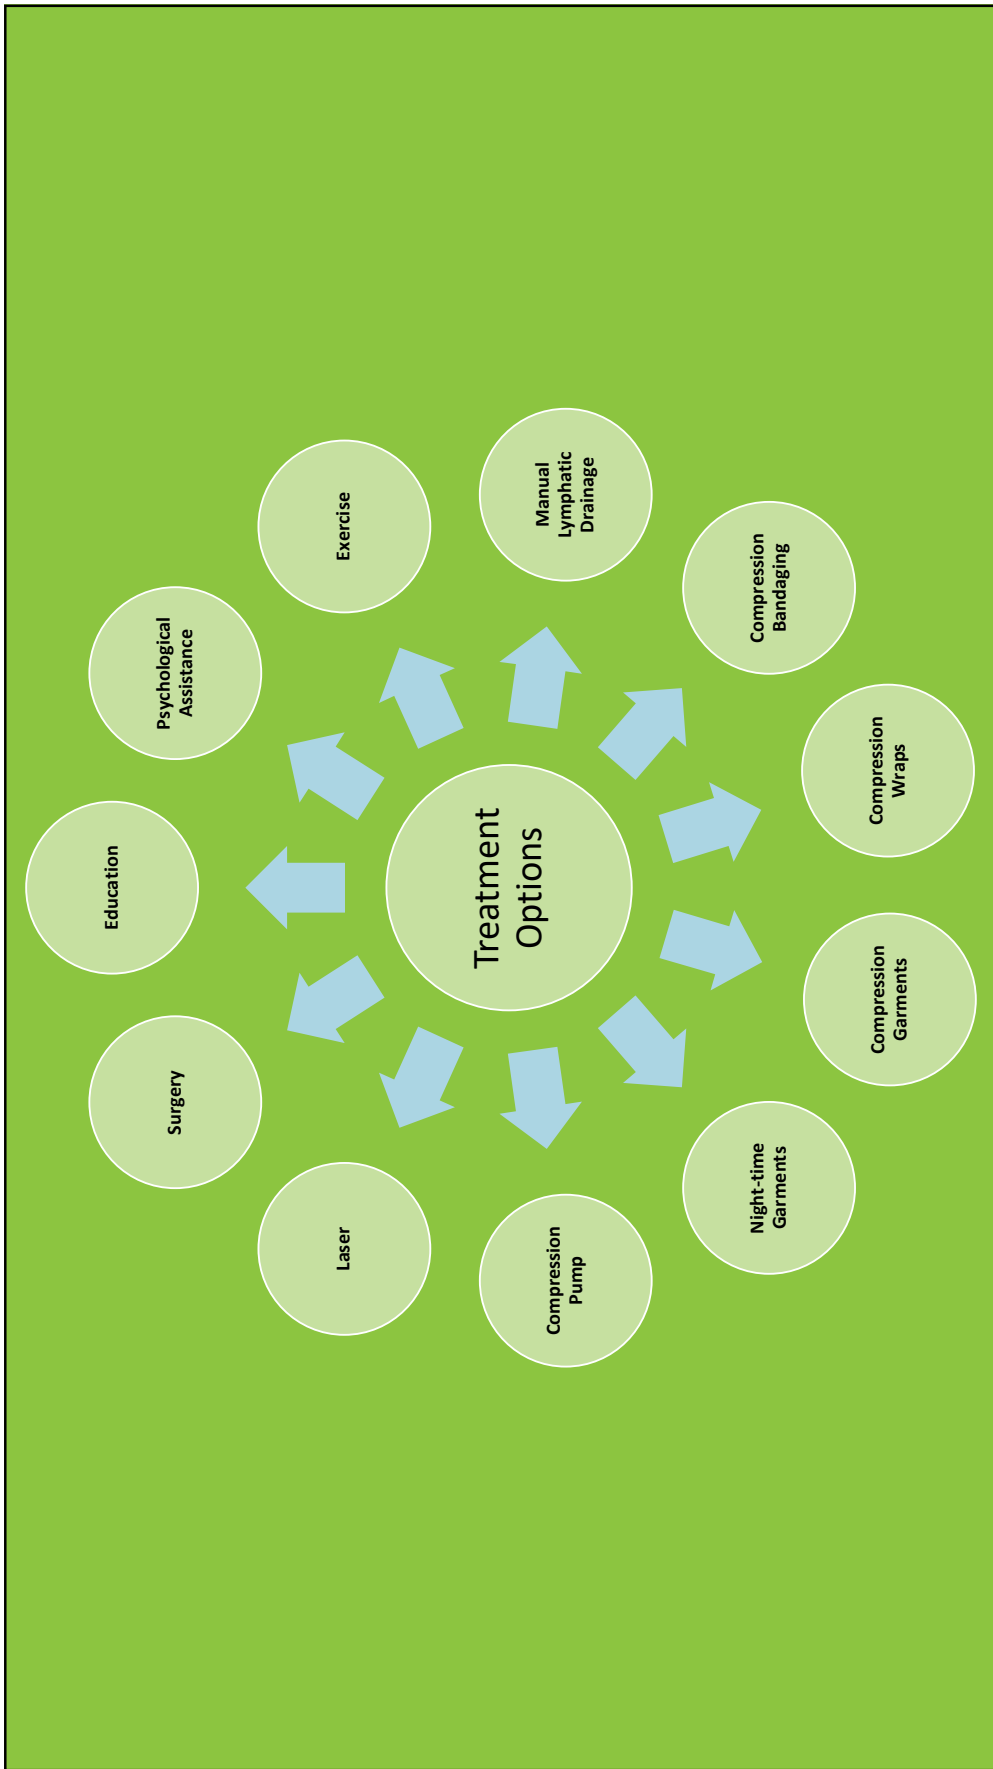 Treatment
Options
Education
Psychological
Assistance
Exercise
Manual
Lymphatic
Drainage
Compression
Bandaging
Compression
Wraps
Compression
Garments
Night-time
Garments
Compression
Pump
Laser
Surgery